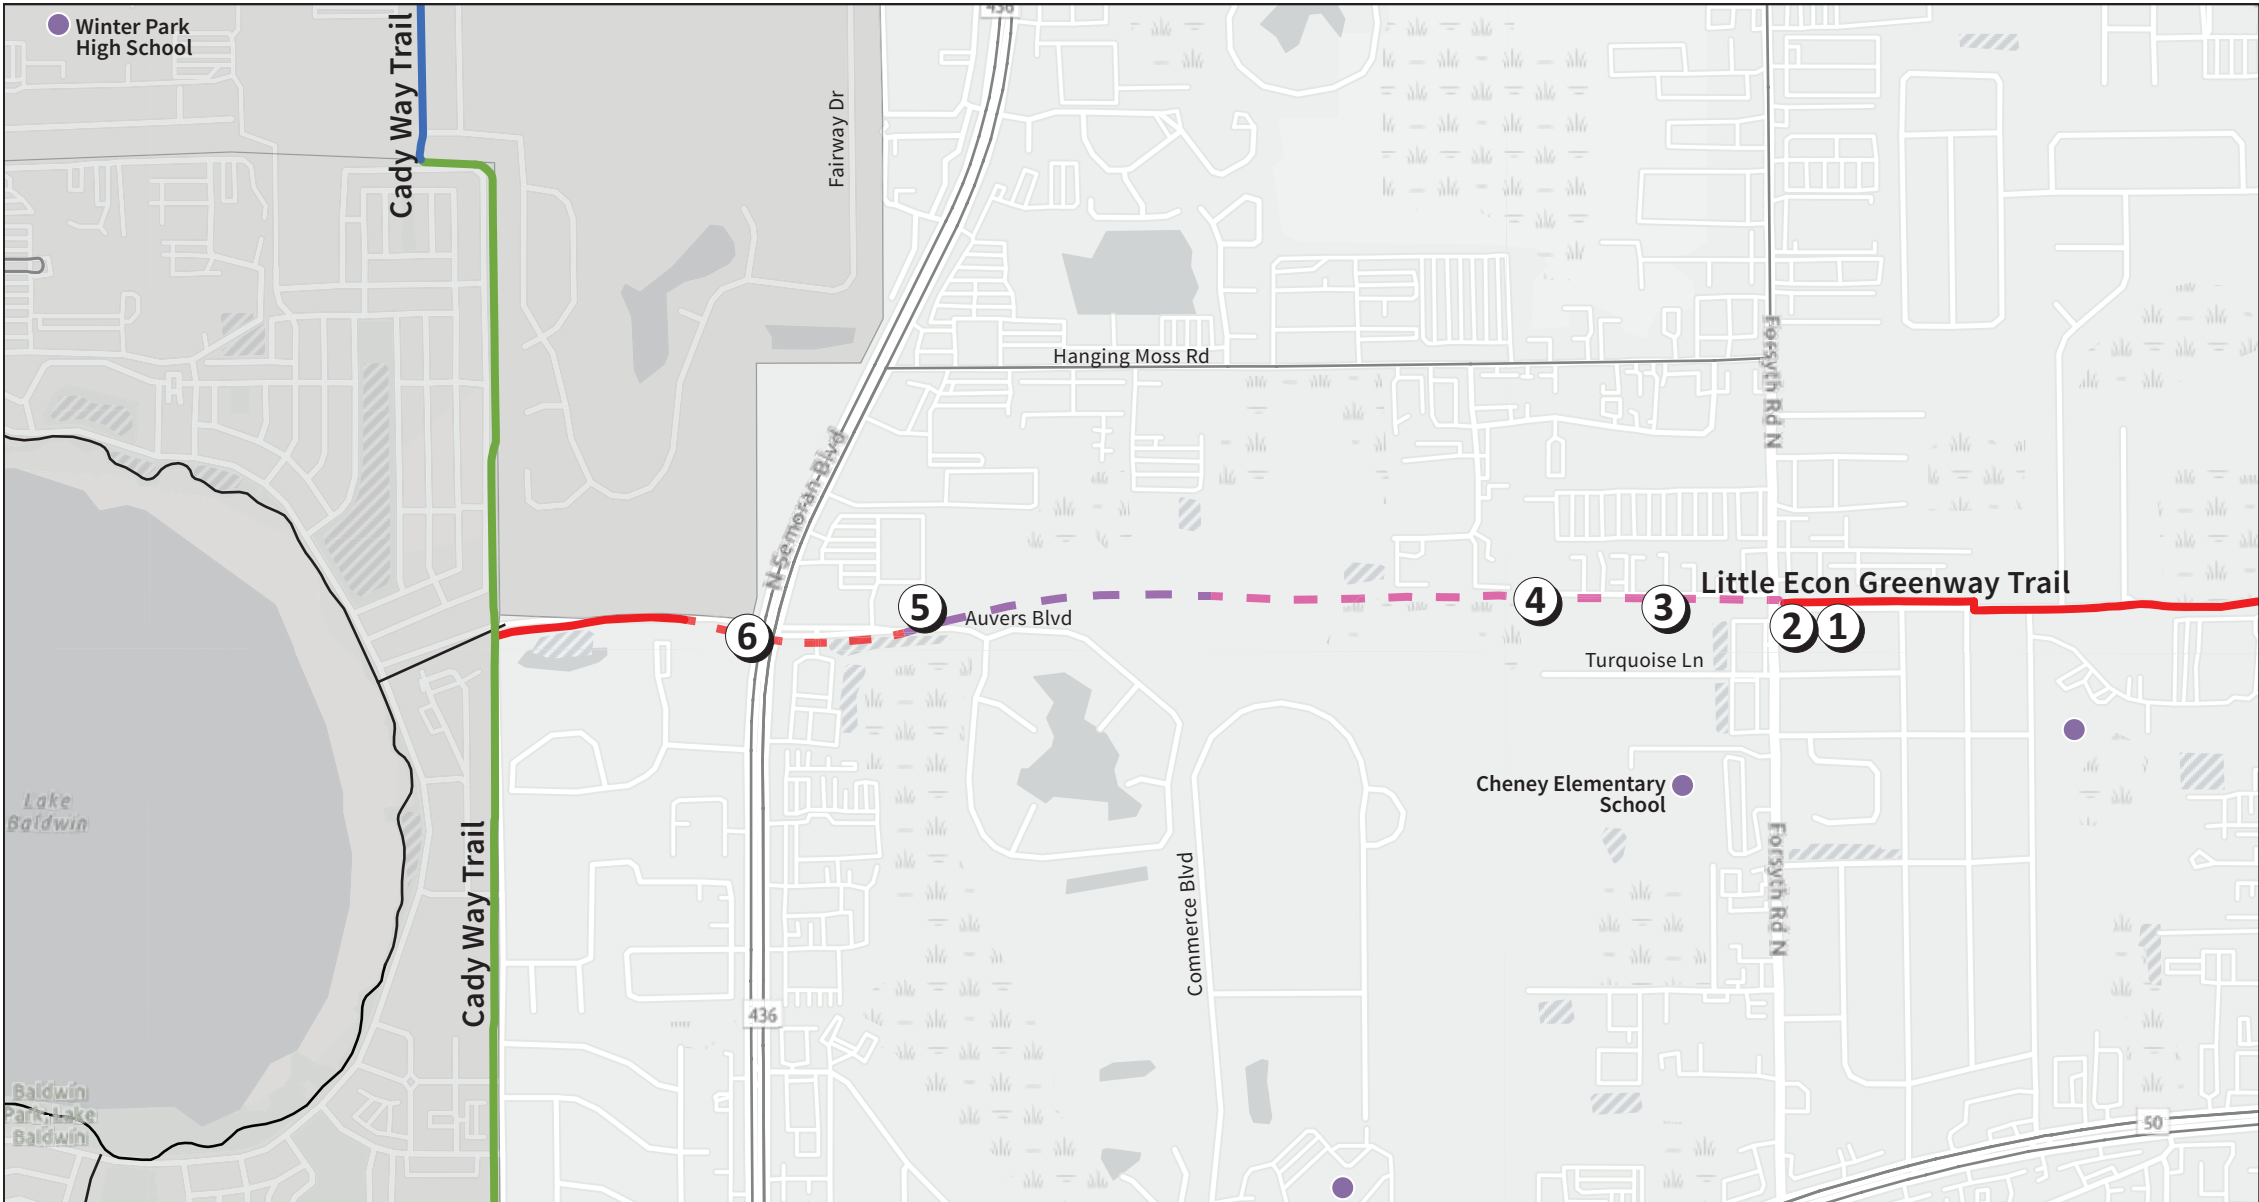 436
Winter Park
High School
Cady Way Trail
Fairway Dr
Hanging Moss Rd
Forsyth Rd N
N Semoran Blvd
Little Econ Greenway Trail
4
3
5
6
2
1
Auvers Blvd
Turquoise Ln
Cheney Elementary
School
Lake
Baldwin
Cady Way Trail
Commerce Blvd
Forsyth Rd N
436
Baldwin
Park, Lake
Baldwin
50